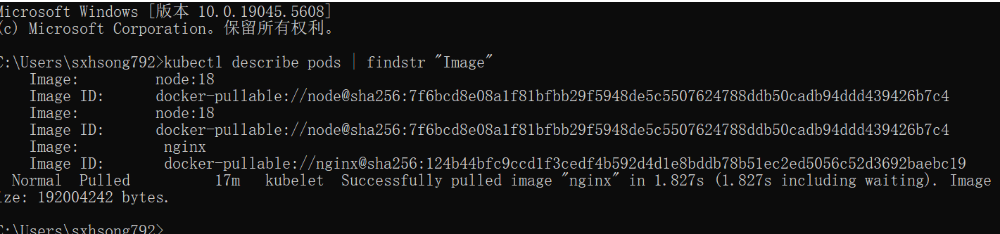 Microsoft Windows [版本 10.0.19045.5608]
(c) Microsoft Corporation。保留所有权利。
C:\Users\sxhsong792>kubectl describe pods | findstr "Image"
Image: node:18
Image ID: docker-pullable://node@sha256:7f6bcd8e08a1f81bfbb29f5948de5c5507624788ddb50cadb94ddd439426b7c4
Image: node:18
Image ID: docker-pullable://node@sha256:7f6bcd8e08a1f81bfbb29f5948de5c5507624788ddb50cadb94ddd439426b7c4
Image: nginx
Image ID: docker-pullable://nginx@sha256:124b44bfc9ccd1f3cedf4b592d4d1e8bddb78b51ec2ed5056c52d3692baebc19
Normal Pulled 17m kubelet Successfully pulled image "nginx" in 1.827s (1.827s including waiting). Image
ize: 192004242 bytes.
C:\Users\sxhsong792>